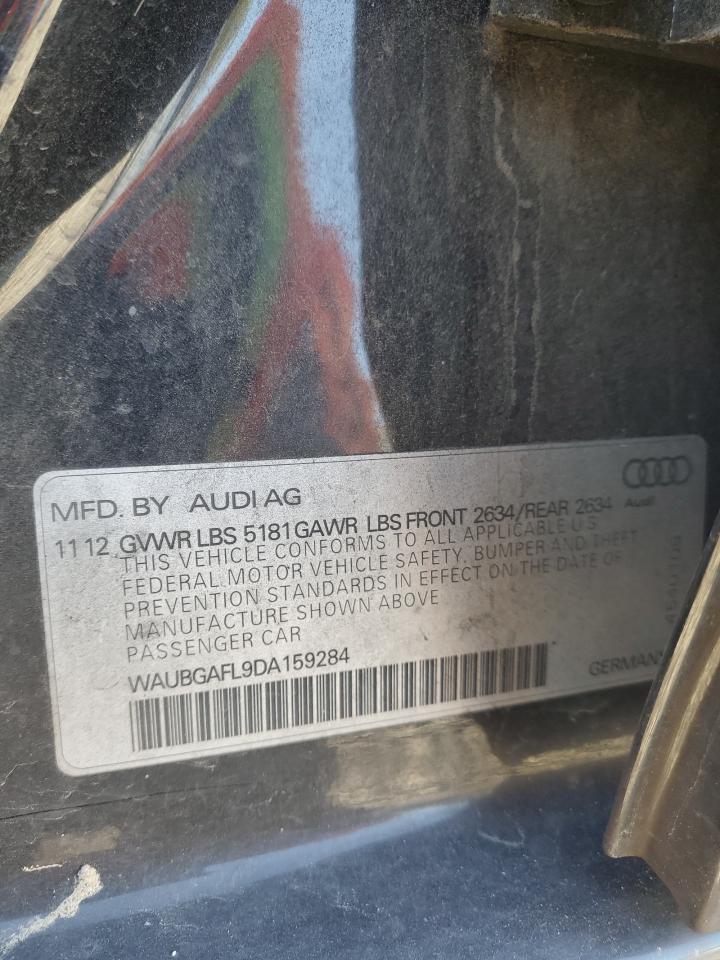 MFD. BY AUDI AG
Audi
11 12 GVWR LBS 5181 GAWR LBS FRONT 2634/REAR 2634
THIS VEHICLE CONFORMS TO ALL APPLICABLE U S
FEDERAL MOTOR VEHICLE SAFETY, BUMPER AND THEFT
PREVENTION STANDARDS IN EFFECT ON THE DATE OF
MANUFACTURE SHOWN ABOVE
PASSENGER CAR
WAUBGAFL9DA159284
GERMANY